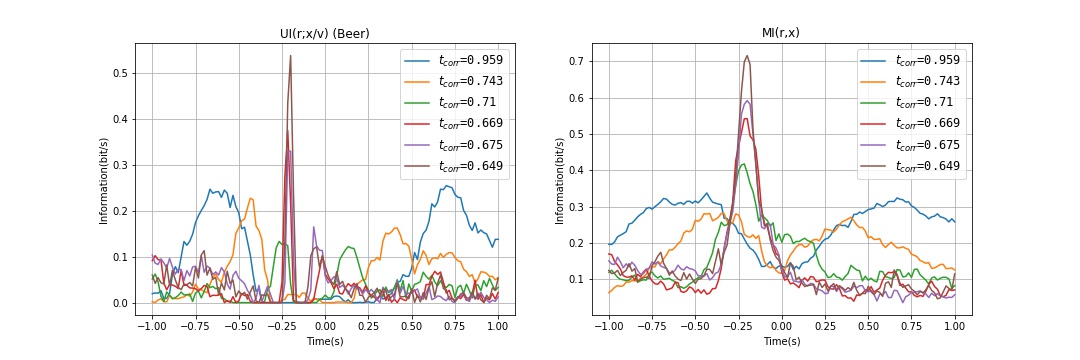 UI(r;x/v) (Beer)
Information(bit/s)
0.5
0.4
0.3
0.2
0.1
0.0
−1.00 −0.75 −0.50 −0.25 0.00 0.25 0.50 0.75 1.00
Time(s)
t_corr=0.959
t_corr=0.743
t_corr=0.71
t_corr=0.669
t_corr=0.675
t_corr=0.649
MI(r,x)
Information(bit/s)
0.7
0.6
0.5
0.4
0.3
0.2
0.1
−1.00 −0.75 −0.50 −0.25 0.00 0.25 0.50 0.75 1.00
Time(s)
t_corr=0.959
t_corr=0.743
t_corr=0.71
t_corr=0.669
t_corr=0.675
t_corr=0.649